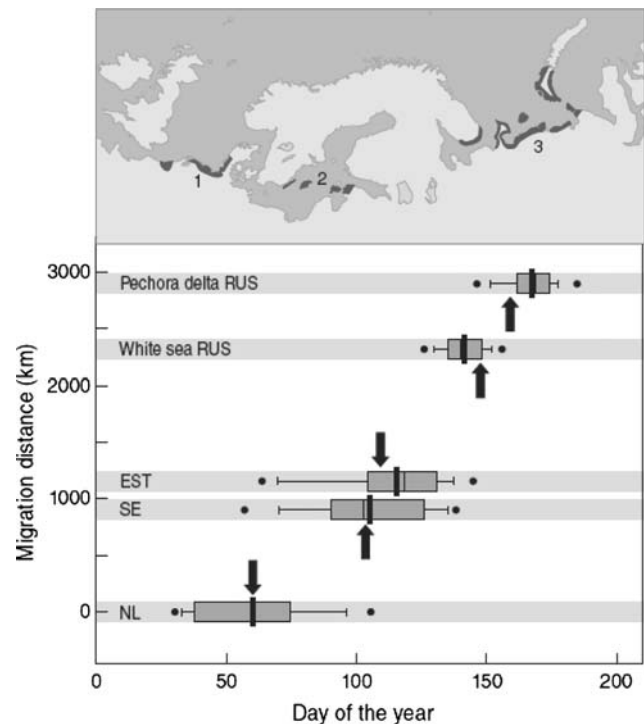 1
2
3
3000
Pechora delta RUS
White sea RUS
2000
EST
1000
SE
0
NL
Migration distance (km)
0 50 100 150 200
Day of the year